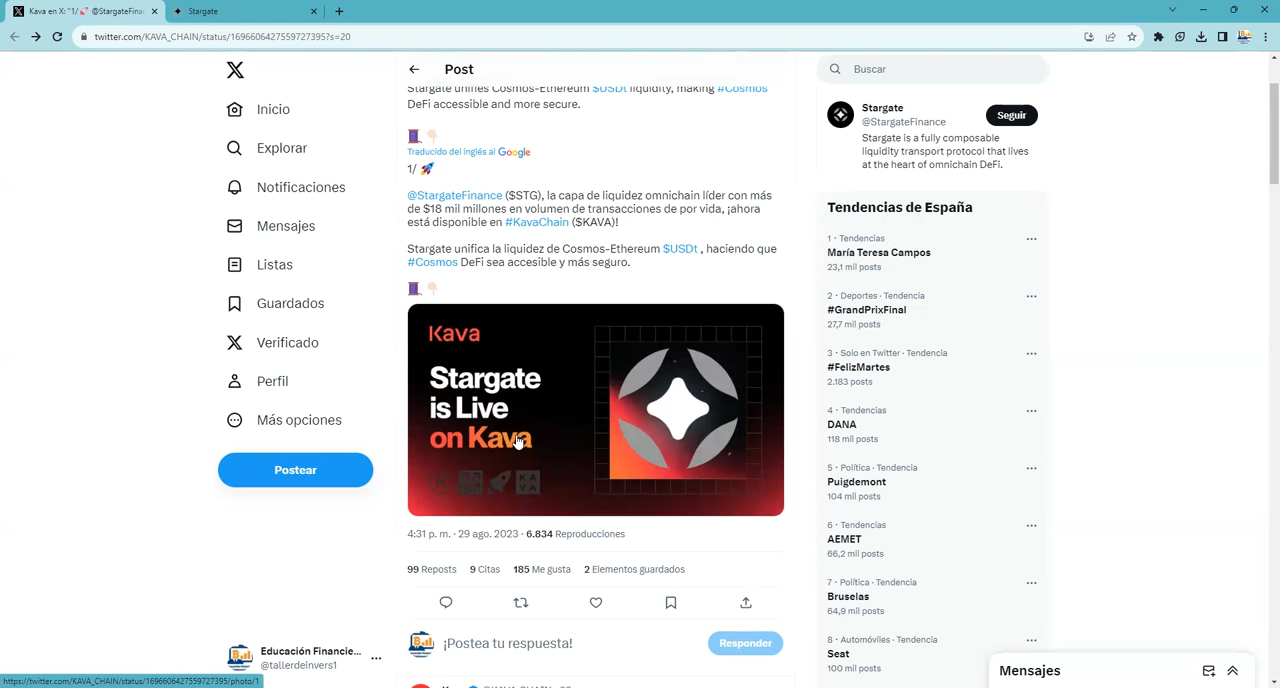 Kava en X: "1/ @StargateFina
Stargate
twitter.com/KAVA_CHAIN/status/1696606427559727395?s=20
Post
Stargate unifies Cosmos-Ethereum $USDt liquidity, making #Cosmos
DeFi accessible and more secure.
Traducido del inglés al Google
1/
@StargateFinance ($STG), la capa de liquidez omnichain líder con más
de $18 mil millones en volumen de transacciones de por vida, ¡ahora
está disponible en #KavaChain ($KAVA)!
Stargate unifica la liquidez de Cosmos-Ethereum $USDt , haciendo que
#Cosmos DeFi sea accesible y más seguro.
Kava
Stargate
is Live
on Kava
KA
VA
4:31 p. m. · 29 ago. 2023 · 6.834 Reproducciones
99 Reposts 9 Citas 185 Me gusta 2 Elementos guardados
¡Postea tu respuesta!
Responder
Inicio
Explorar
Notificaciones
Mensajes
Listas
Guardados
Verificado
Perfil
Más opciones
Postear
Educación Financie...
@tallerdeinvers1
https://twitter.com/KAVA_CHAIN/status/1696606427559727395/photo/1
Buscar
Stargate
@StargateFinance
Seguir
Stargate is a fully composable
liquidity transport protocol that lives
at the heart of omnichain DeFi.
Tendencias de España
1 · Tendencias
María Teresa Campos
23,1 mil posts
2 · Deportes · Tendencia
#GrandPrixFinal
27,7 mil posts
3 · Solo en Twitter · Tendencia
#FelizMartes
2.183 posts
4 · Tendencias
DANA
118 mil posts
5 · Política · Tendencia
Puigdemont
104 mil posts
6 · Tendencias
AEMET
66,2 mil posts
7 · Política · Tendencia
Bruselas
64,9 mil posts
8 · Automóviles · Tendencia
Seat
100 mil posts
Mensajes